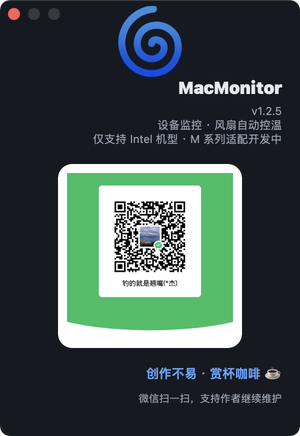 MacMonitor
v1.2.5
设备监控 · 风扇自动控温
仅支持 Intel 机型 · M 系列适配开发中
钓的就是翘嘴(*杰)
创作不易 · 赏杯咖啡 ☕
微信扫一扫，支持作者继续维护